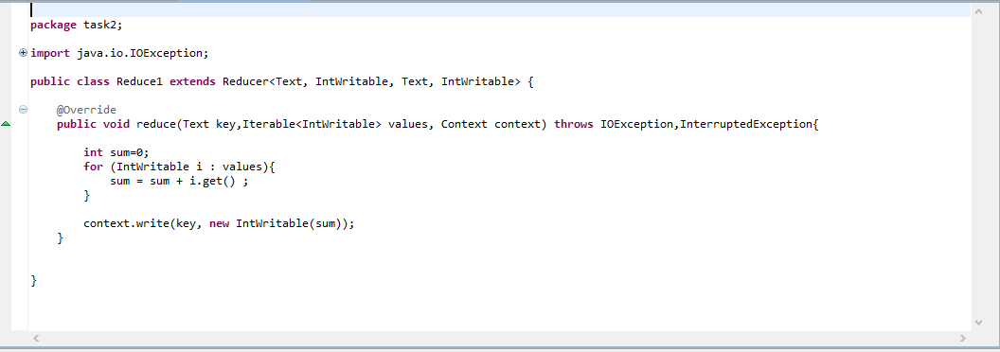 package task2;
import java.io.IOException;
public class Reduce1 extends Reducer<Text, IntWritable, Text, IntWritable> {
@Override
public void reduce(Text key,Iterable<IntWritable> values, Context context) throws IOException,InterruptedException{
int sum=0;
for (IntWritable i : values){
sum = sum + i.get() ;
}
context.write(key, new IntWritable(sum));
}
}